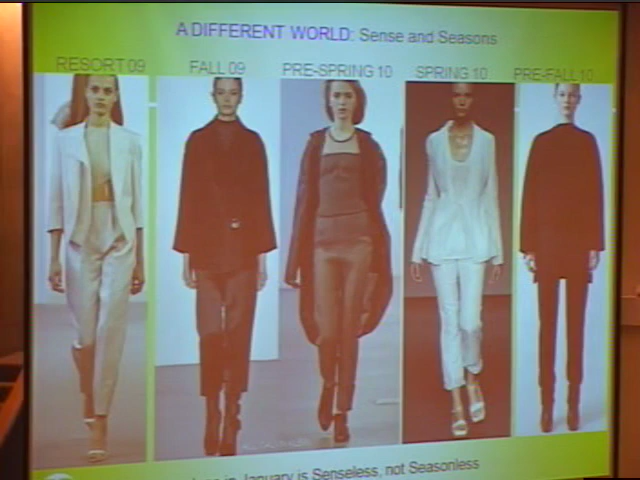 A DIFFERENT WORLD: Sense and Seasons
RESORT 09 FALL 09 PRE-SPRING 10 SPRING 10 PRE-FALL 10
in January is Senseless, not Seasonless